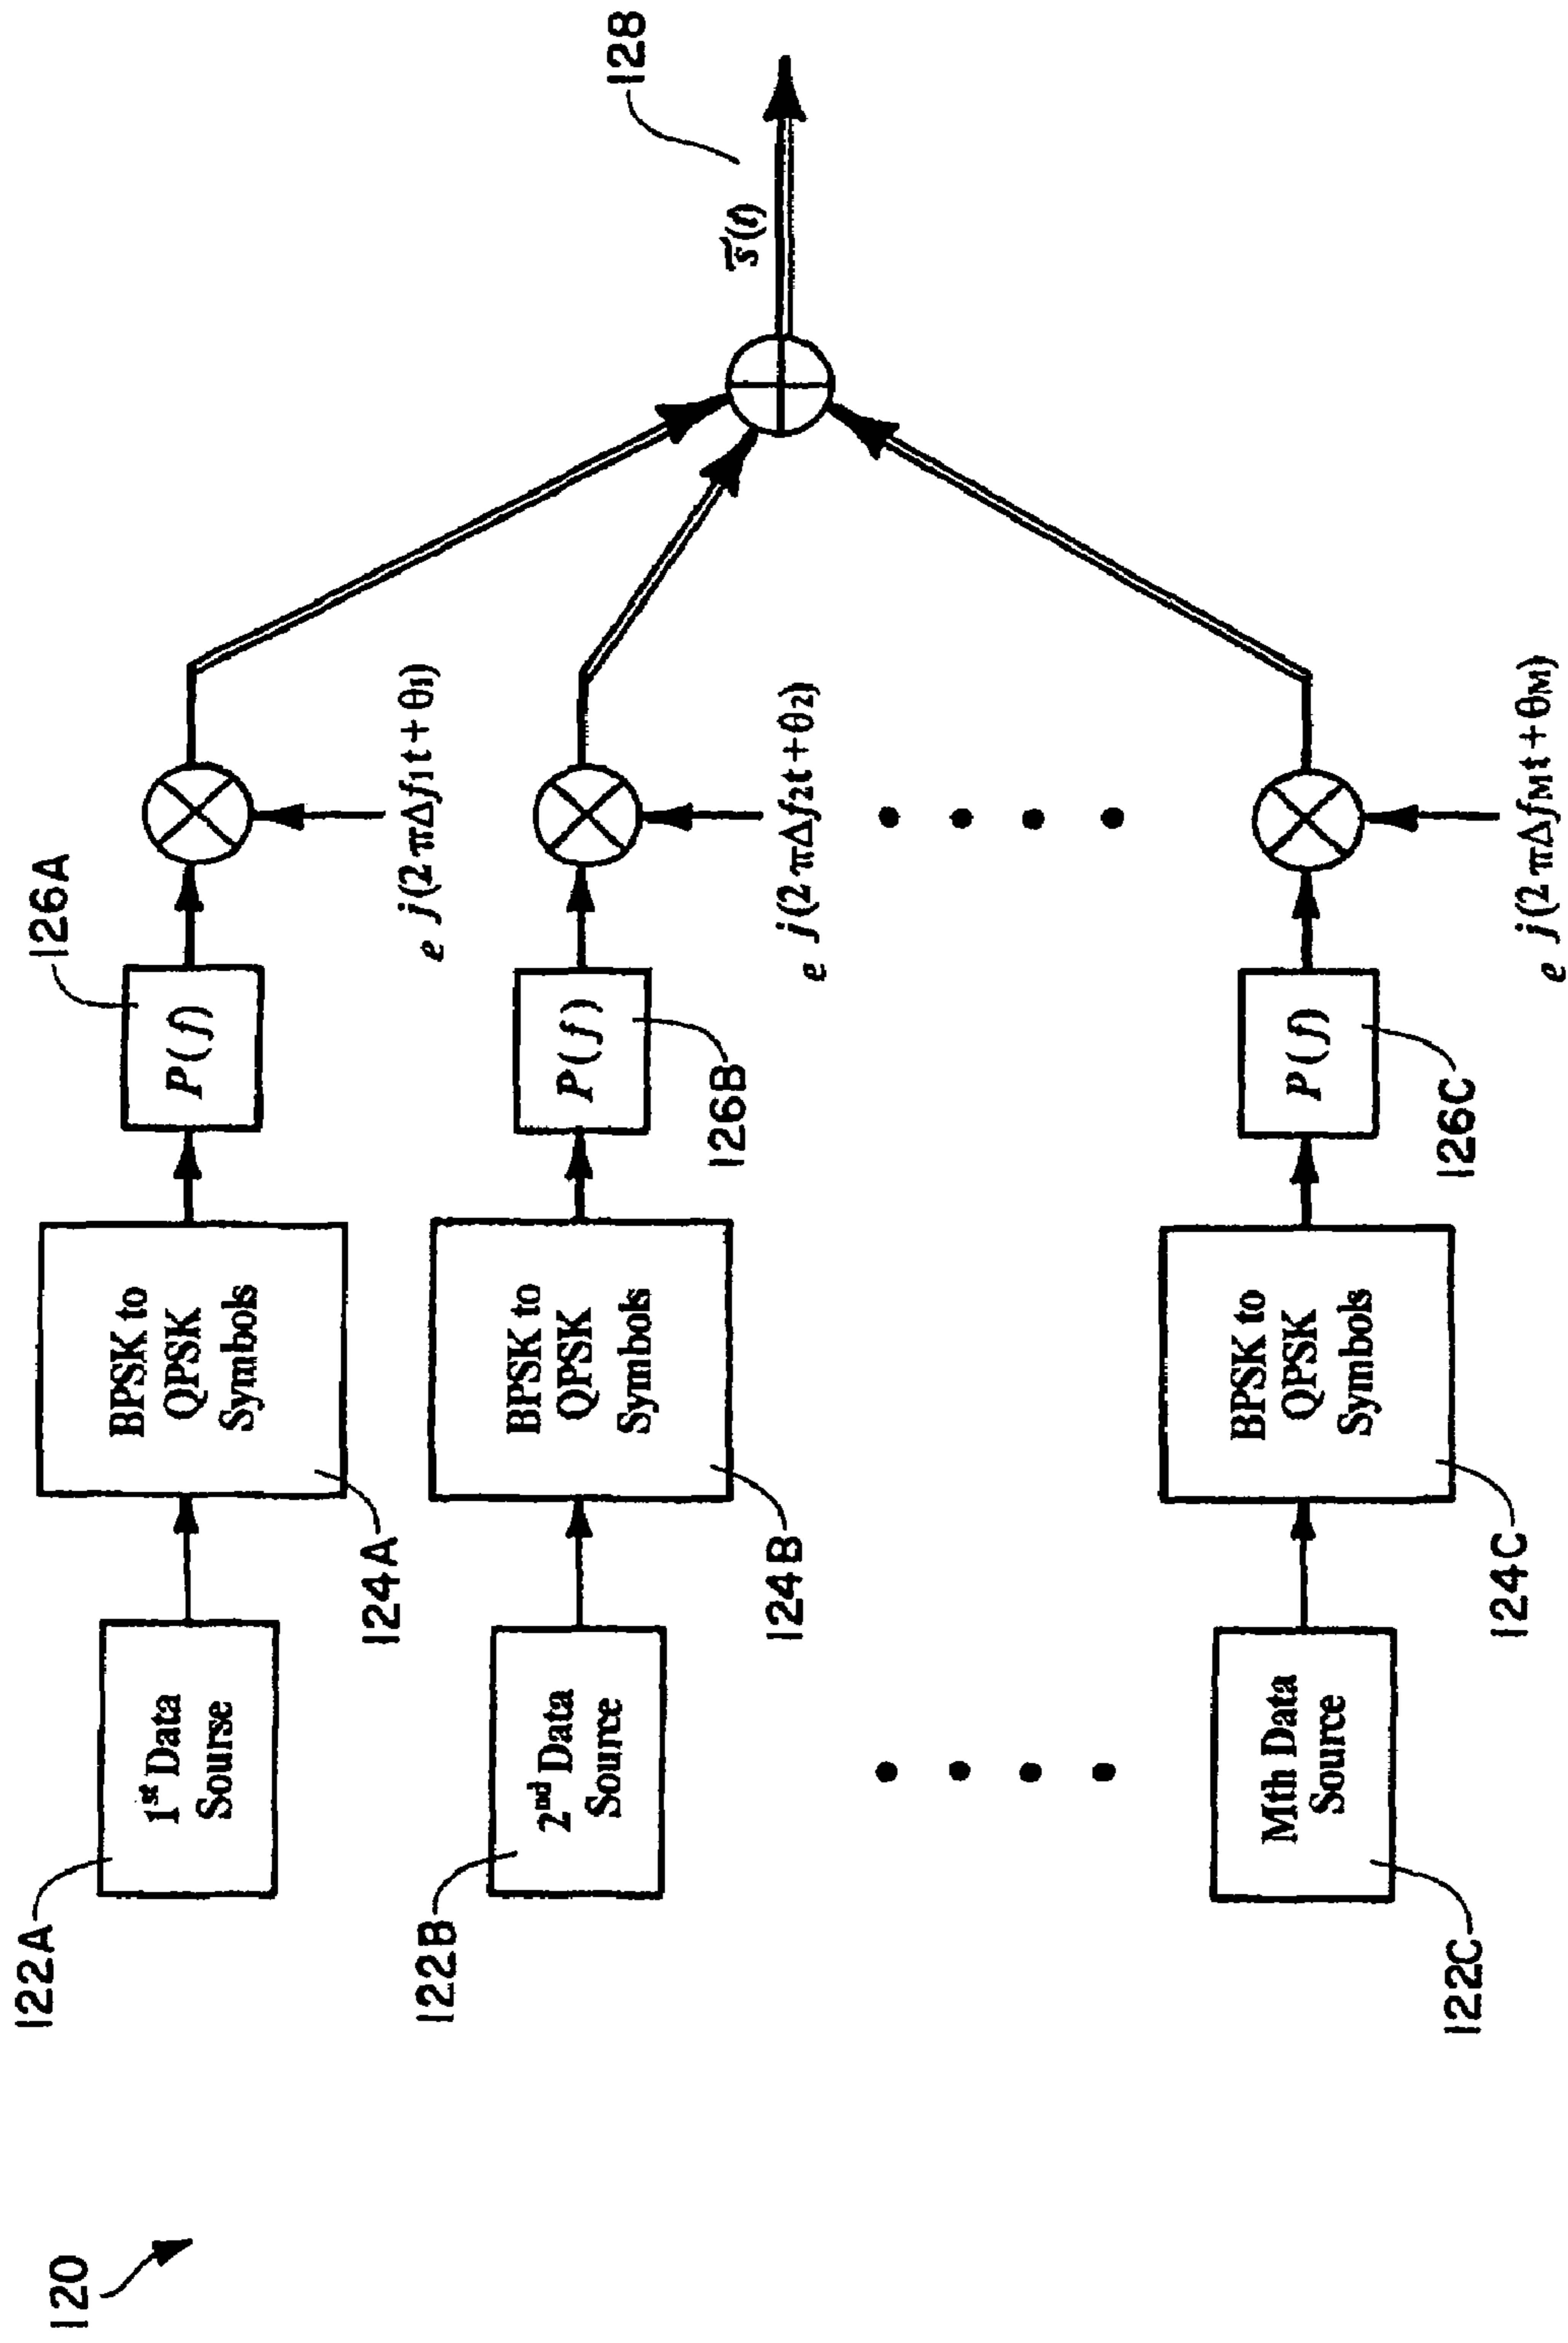 120
122A
1st Data
Sourse
124A
BPSK to
QPSK
Symbols
126A
P(f)
e j(2πΔf1t+θ1)
122B
2nd Data
Source
124B
BPSK to
QPSK
Symbols
126B
P(f)
e j(2πΔf2t+θ2)
122C
Mth Data
Source
124C
BPSK to
QPSK
Symbols
126C
P(f)
e j(2πΔfMt+θM)
s̃(t)
128